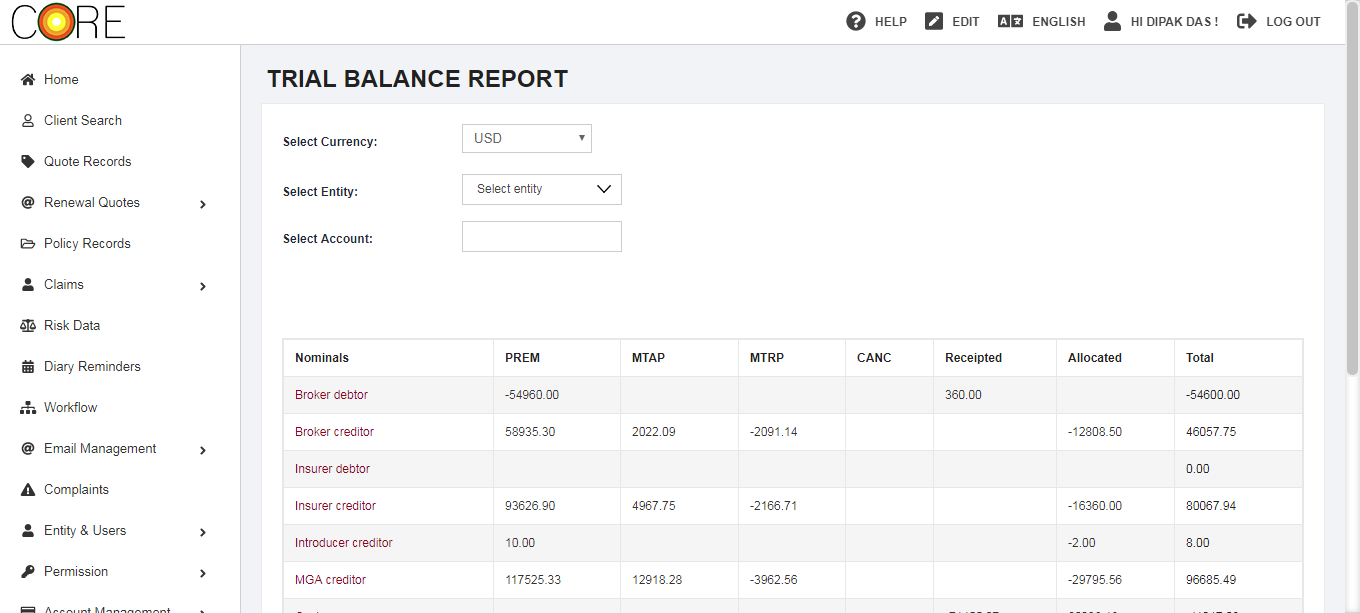 CORE
HELP EDIT ENGLISH HI DIPAK DAS ! LOG OUT
Home
Client Search
Quote Records
Renewal Quotes
Policy Records
Claims
Risk Data
Diary Reminders
Workflow
Email Management
Complaints
Entity & Users
Permission
Account Management
TRIAL BALANCE REPORT
Select Currency: USD
Select Entity: Select entity
Select Account:
Nominals PREM MTAP MTRP CANC Receipted Allocated Total
Broker debtor -54960.00 360.00 -54600.00
Broker creditor 58935.30 2022.09 -2091.14 -12808.50 46057.75
Insurer debtor 0.00
Insurer creditor 93626.90 4967.75 -2166.71 -16360.00 80067.94
Introducer creditor 10.00 -2.00 8.00
MGA creditor 117525.33 12918.28 -3962.56 -29795.56 96685.49